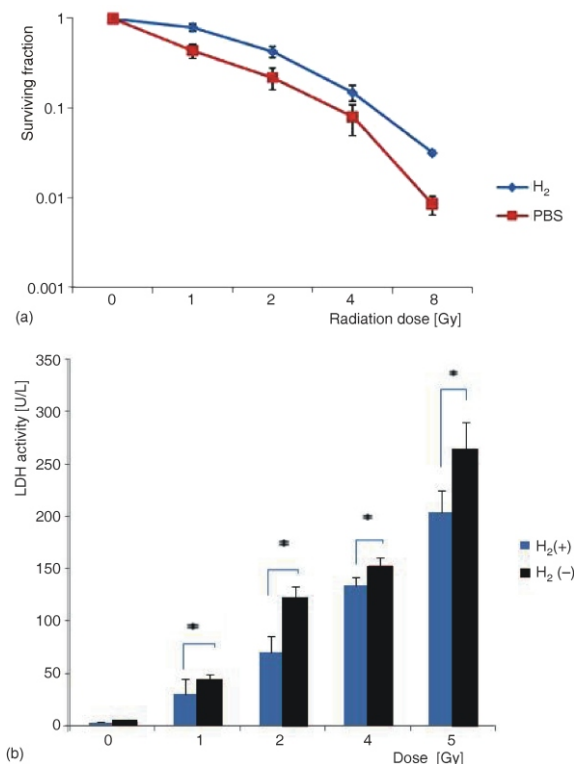 1
0.1
0.01
0.001
Surviving fraction
H₂
PBS
0 1 2 4 8
(a)
Radiation dose [Gy]
350
300
250
200
150
100
50
0
LDH activity [U/L]
*
*
*
*
H₂(+)
H₂ (–)
0 1 2 4 5
(b)
Dose [Gy]